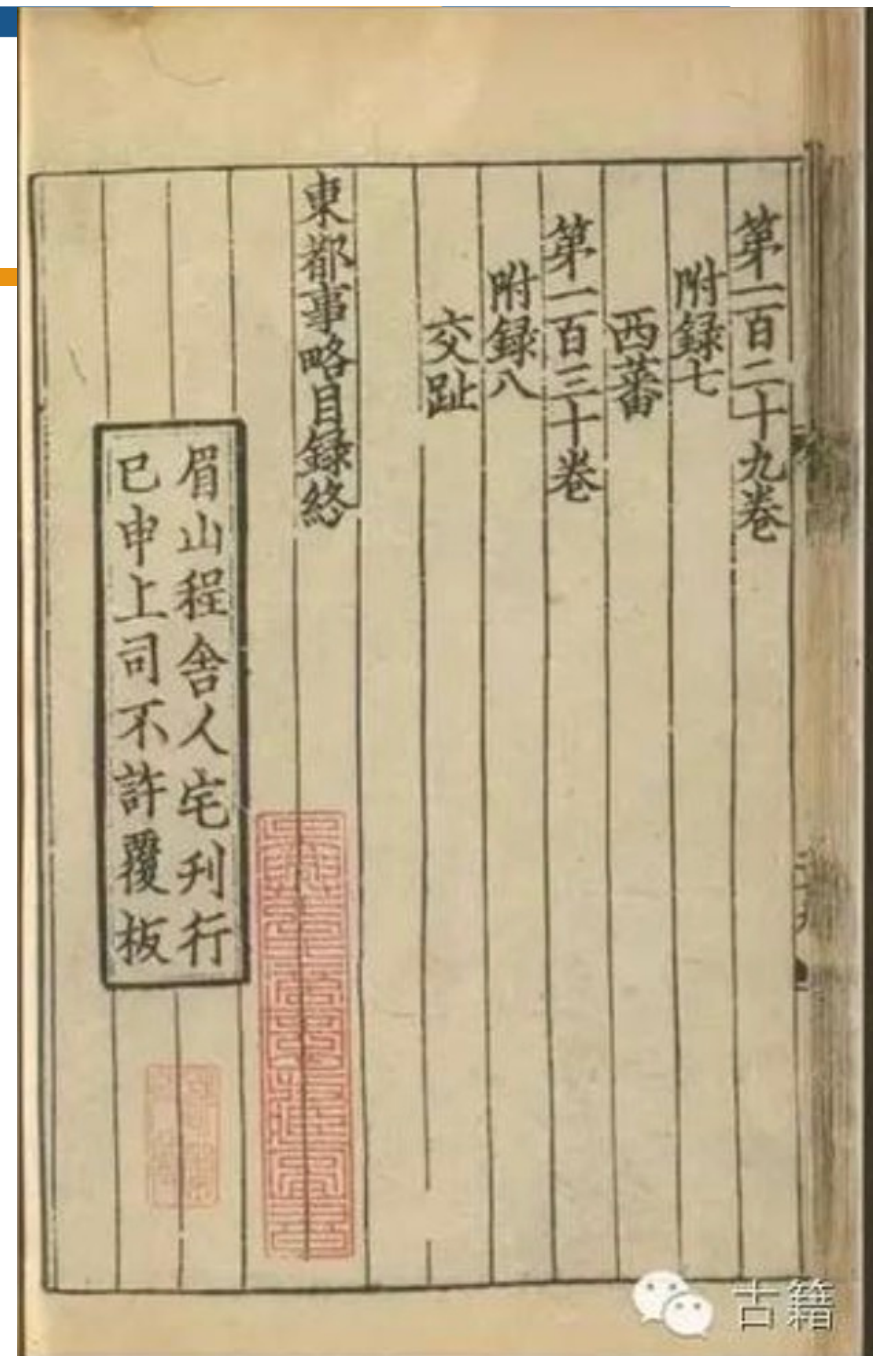 第一百二十九卷
附録七
西蕃
第一百三十卷
附録八
交趾
東都事略目録終
眉山程舍人宅刋行
已申上司不許覆板
古籍